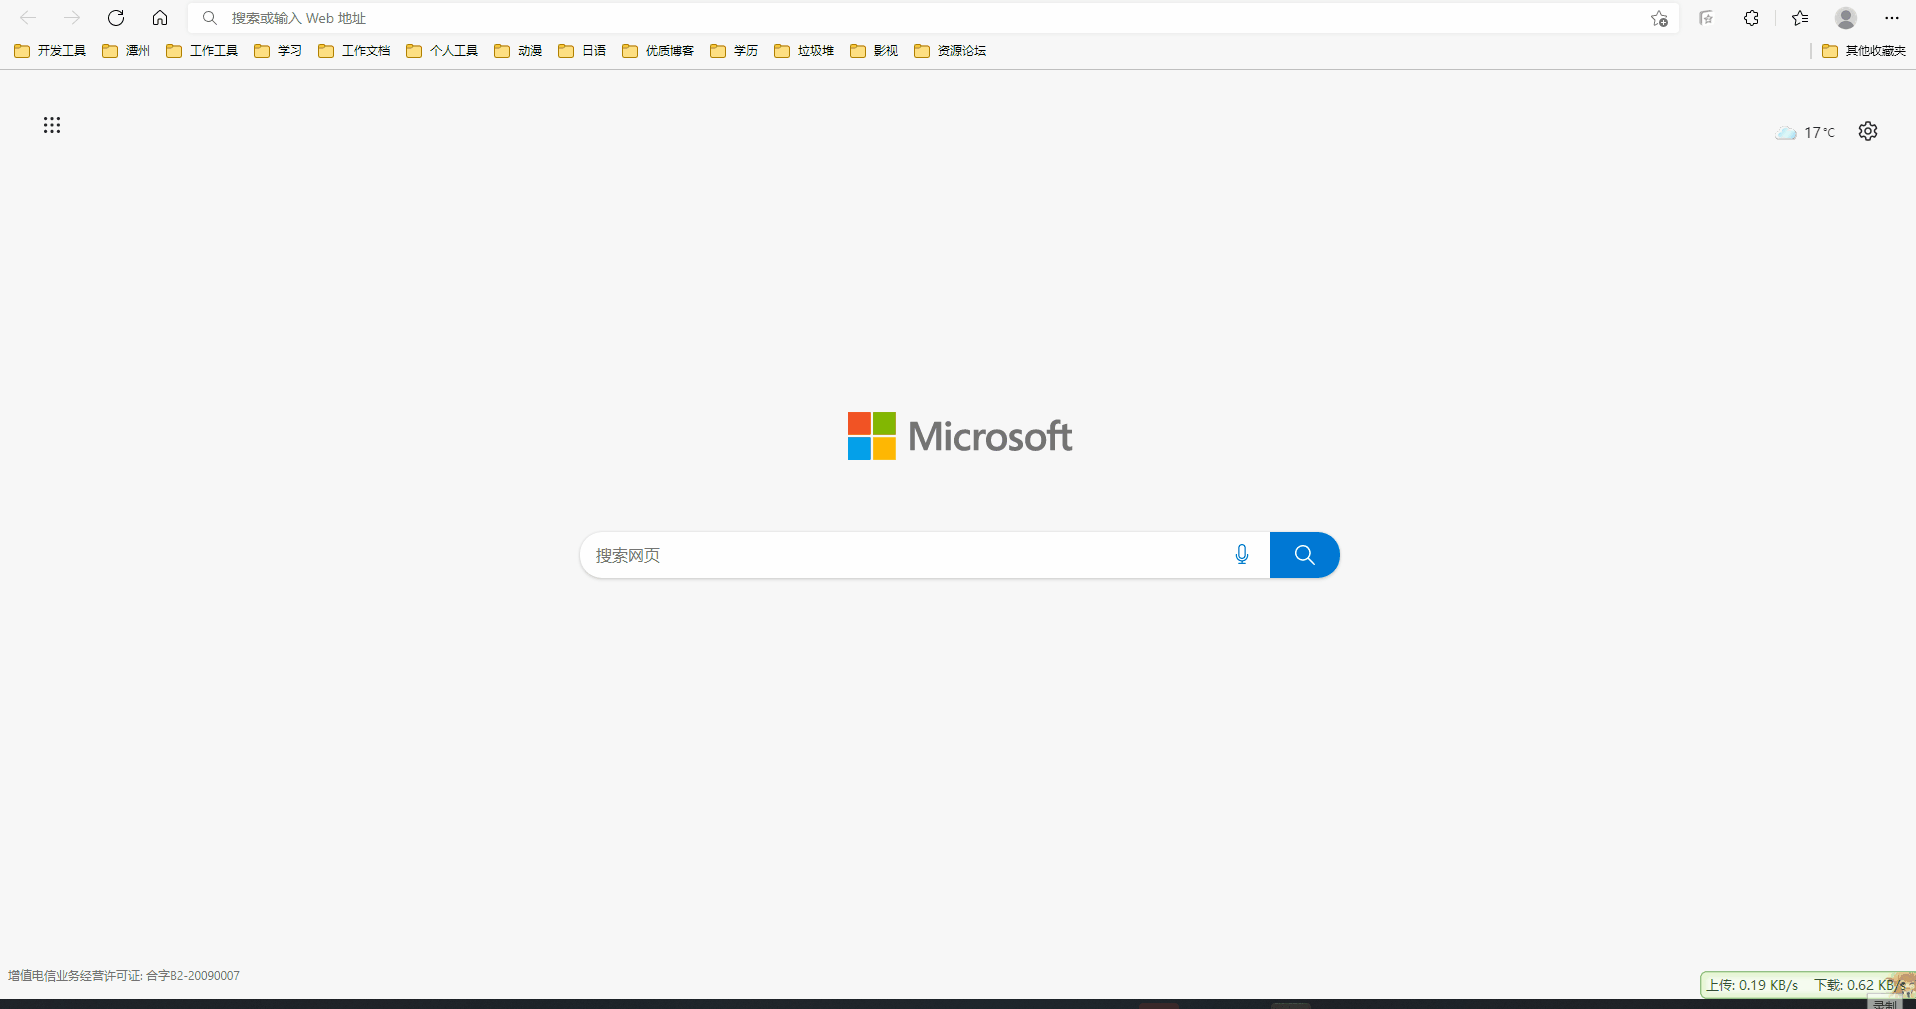 搜索或输入 Web 地址
开发工具 潭州 工作工具 学习 工作文档 个人工具 动漫 日语 优质博客 学历 垃圾堆 影视 资源论坛 其他收藏夹
17°C
Microsoft
搜索网页
增值电信业务经营许可证: 合字B2-20090007
上传: 0.19 KB/s 下载: 0.62 KB/s
录制